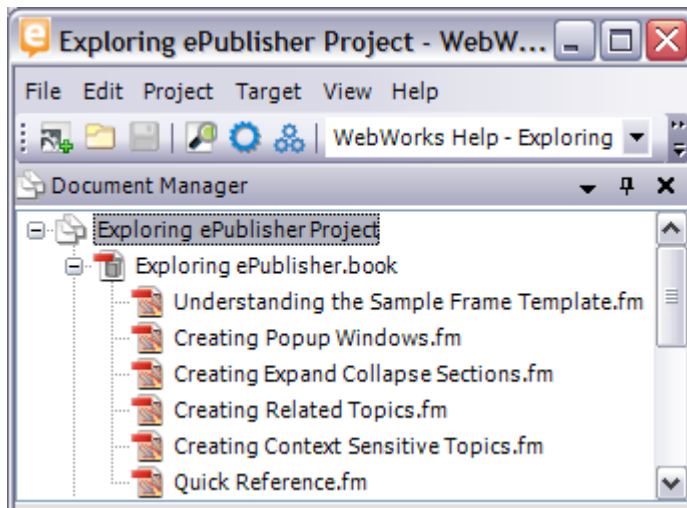 Exploring ePublisher Project - WebW...
File Edit Project Target View Help
WebWorks Help - Exploring
Document Manager
Exploring ePublisher Project
Exploring ePublisher.book
Understanding the Sample Frame Template.fm
Creating Popup Windows.fm
Creating Expand Collapse Sections.fm
Creating Related Topics.fm
Creating Context Sensitive Topics.fm
Quick Reference.fm